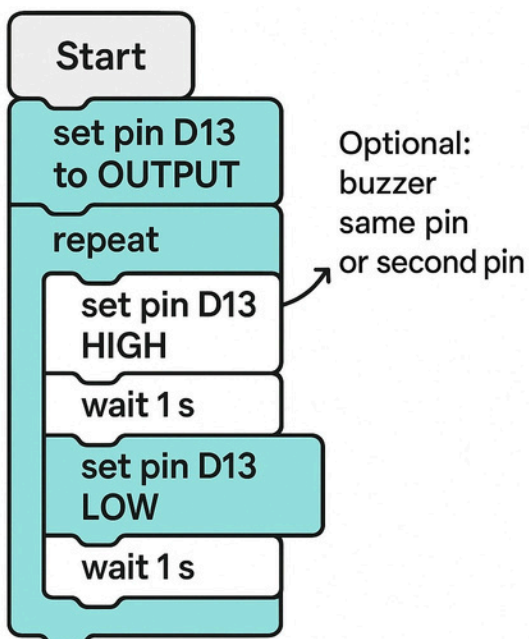 Start
set pin D13
to OUTPUT
repeat
set pin D13
HIGH
wait 1 s
set pin D13
LOW
wait 1 s
Optional:
buzzer
same pin
or second pin